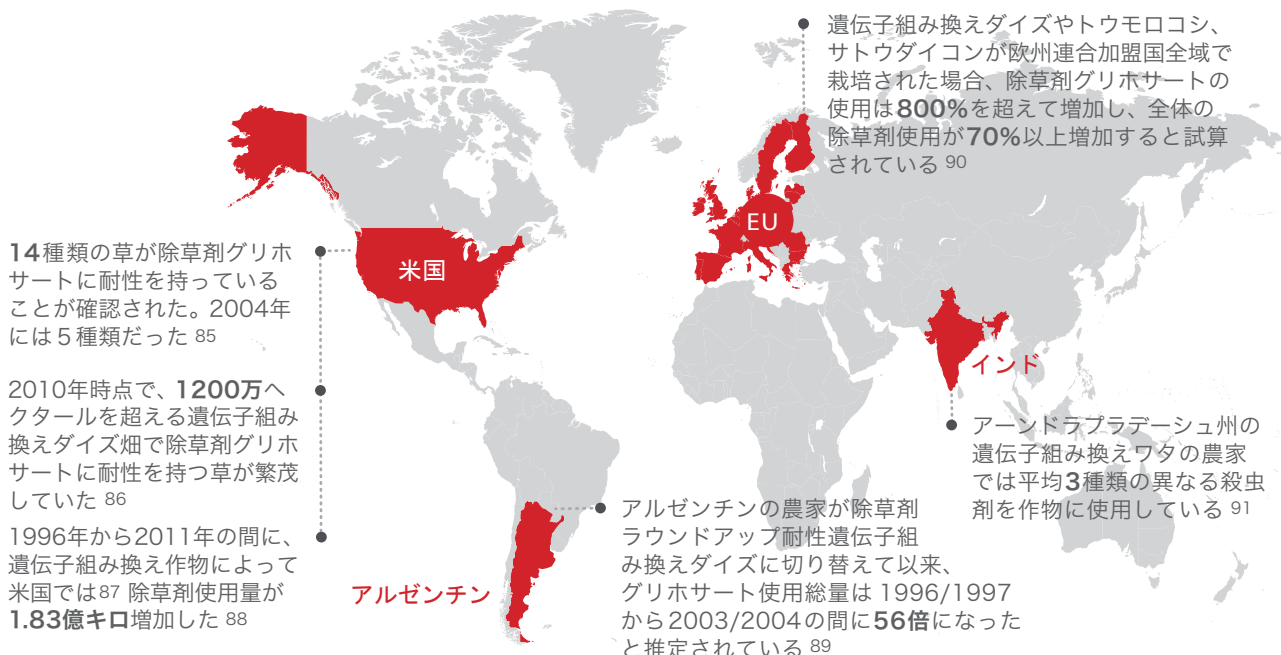 遺伝子組み換えダイズやトウモロコシ、
サトウダイコンが欧州連合加盟国全域で
栽培された場合、除草剤グリホサートの
使用は800%を超えて増加し、全体の
除草剤使用が70%以上増加すると試算
されている 90
EU
米国
14種類の草が除草剤グリホ
サートに耐性を持っている
ことが確認された。2004年
には5種類だった 85
2010年時点で、1200万ヘ
クタールを超える遺伝子組み
換えダイズ畑で除草剤グリホ
サートに耐性を持つ草が繁茂
していた 86
1996年から2011年の間に、
遺伝子組み換え作物によって
米国では87 除草剤使用量が
1.83億キロ増加した 88
インド
アーンドラプラデーシュ州の
遺伝子組み換えワタの農家
では平均3種類の異なる殺虫
剤を作物に使用している 91
アルゼンチン
アルゼンチンの農家が除草剤
ラウンドアップ耐性遺伝子組
み換えダイズに切り替えて以来、
グリホサート使用総量は 1996/1997
から2003/2004の間に56倍になった
と推定されている 89